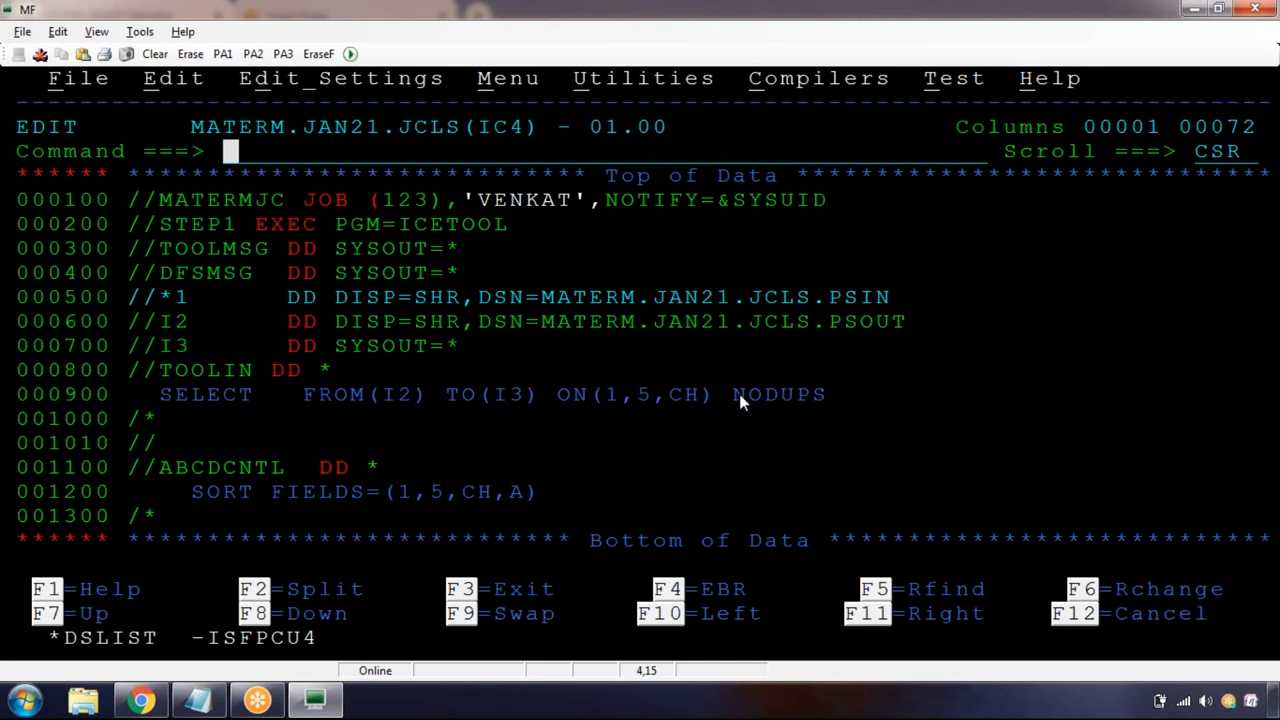 MF
File Edit View Tools Help
Clear Erase PA1 PA2 PA3 EraseF
File Edit Edit_Settings Menu Utilities Compilers Test Help
EDIT MATERM.JAN21.JCLS(IC4) - 01.00 Columns 00001 00072
Command ===> Scroll ===> CSR
****** ***************************** Top of Data ******************************
000100 //MATERMJC JOB (123),'VENKAT',NOTIFY=&SYSUID
000200 //STEP1 EXEC PGM=ICETOOL
000300 //TOOLMSG DD SYSOUT=*
000400 //DFSMSG DD SYSOUT=*
000500 //*1 DD DISP=SHR,DSN=MATERM.JAN21.JCLS.PSIN
000600 //I2 DD DISP=SHR,DSN=MATERM.JAN21.JCLS.PSOUT
000700 //I3 DD SYSOUT=*
000800 //TOOLIN DD *
000900 SELECT FROM(I2) TO(I3) ON(1,5,CH) NODUPS
001000 /*
001010 //
001100 //ABCDCNTL DD *
001200 SORT FIELDS=(1,5,CH,A)
001300 /*
****** **************************** Bottom of Data ****************************
F1=Help F2=Split F3=Exit F4=EBR F5=Rfind F6=Rchange
F7=Up F8=Down F9=Swap F10=Left F11=Right F12=Cancel
*DSLIST -ISFPCU4
Online 4,15